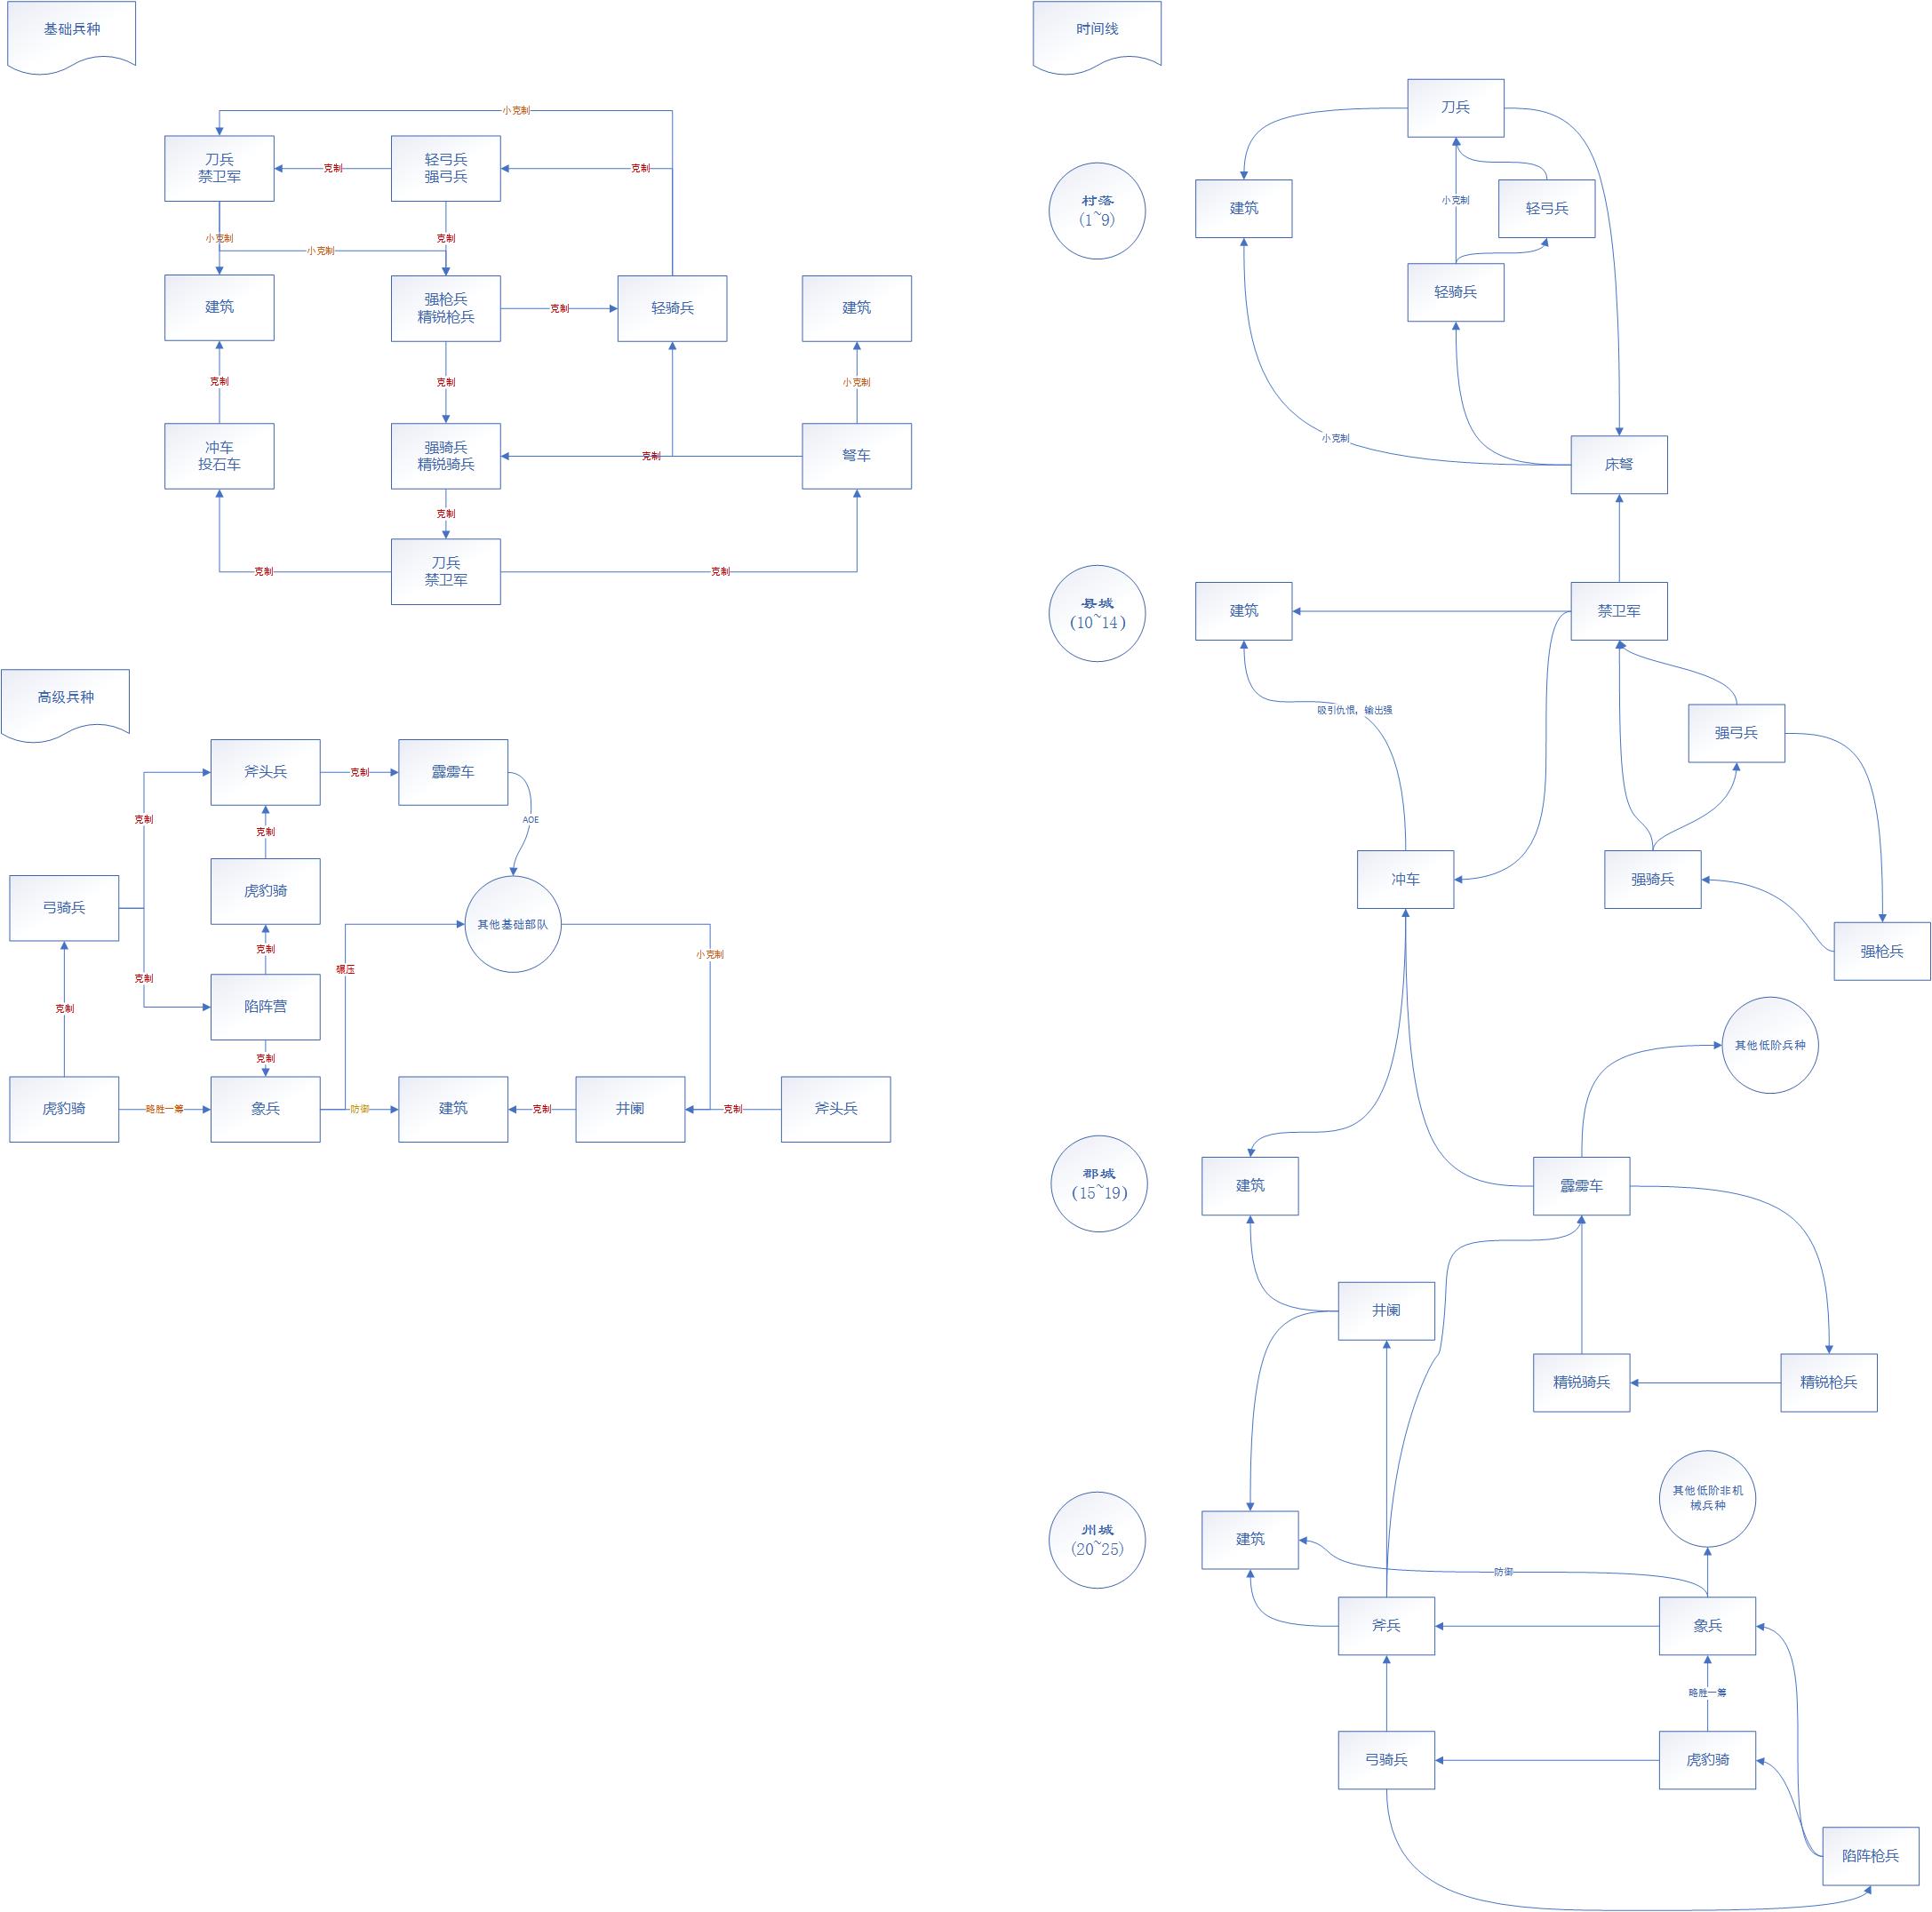 基础兵种
小克制
刀兵
禁卫军
克制
轻弓兵
强弓兵
克制
小克制
小克制
克制
建筑
强枪兵
精锐枪兵
克制
轻骑兵
建筑
克制
克制
小克制
冲车
投石车
强骑兵
精锐骑兵
克制
弩车
克制
克制
刀兵
禁卫军
克制
高级兵种
斧头兵
克制
霹雳车
克制
克制
AOE
弓骑兵
虎豹骑
其他基础部队
克制
小克制
碾压
克制
陷阵营
克制
克制
虎豹骑
略胜一筹
象兵
防御
建筑
克制
井阑
克制
斧头兵
时间线
刀兵
村落
(1~9)
建筑
小克制
轻弓兵
轻骑兵
小克制
床弩
县城
(10~14)
建筑
禁卫军
吸引仇恨，输出强
强弓兵
冲车
强骑兵
强枪兵
其他低阶兵种
郡城
(15~19)
建筑
霹雳车
井阑
精锐骑兵
精锐枪兵
其他低阶非机
械兵种
州城
(20~25)
建筑
防御
斧兵
象兵
略胜一筹
弓骑兵
虎豹骑
陷阵枪兵